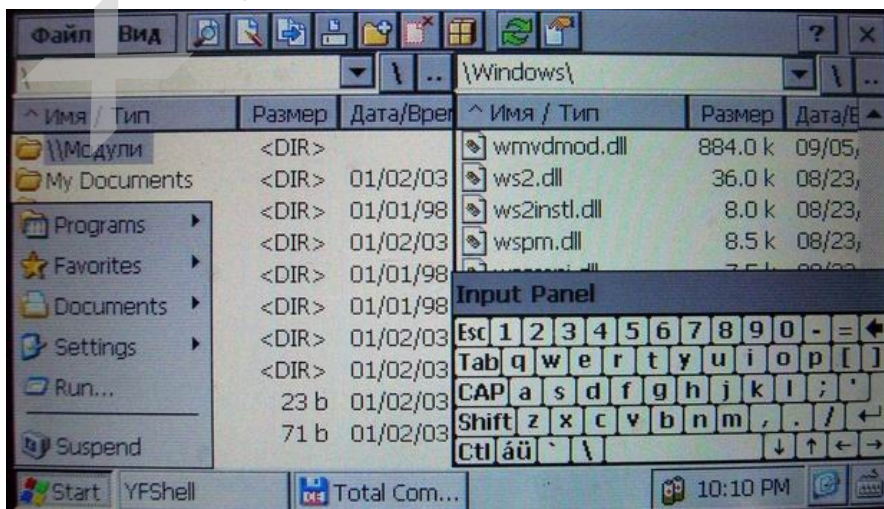 Файл Вид ? ×
\ \ .. \Windows\ \ ..
^ Имя / Тип Размер Дата/Врем ^ Имя / Тип Размер Дата/В
\\Модули <DIR> wmvdmod.dll 884.0 k 09/05/
My Documents <DIR> 01/02/03 ws2.dll 36.0 k 08/23/
<DIR> 01/01/98 ws2instl.dll 8.0 k 08/23/
Programs <DIR> 01/02/03 wspm.dll 8.5 k 08/23/
Favorites <DIR> 01/01/98
Documents <DIR> 01/01/98 Input Panel
Settings <DIR> 01/02/03 Esc 1 2 3 4 5 6 7 8 9 0 - =
<DIR> 01/02/03 Tab q w e r t y u i o p [ ]
Run... 23 b 01/02/03 CAP a s d f g h j k l ; '
71 b 01/02/03 Shift z x c v b n m , . /
Suspend Ctl áü ` \ ↓ ↑ ← →
Start YFShell Total Com... 10:10 PM